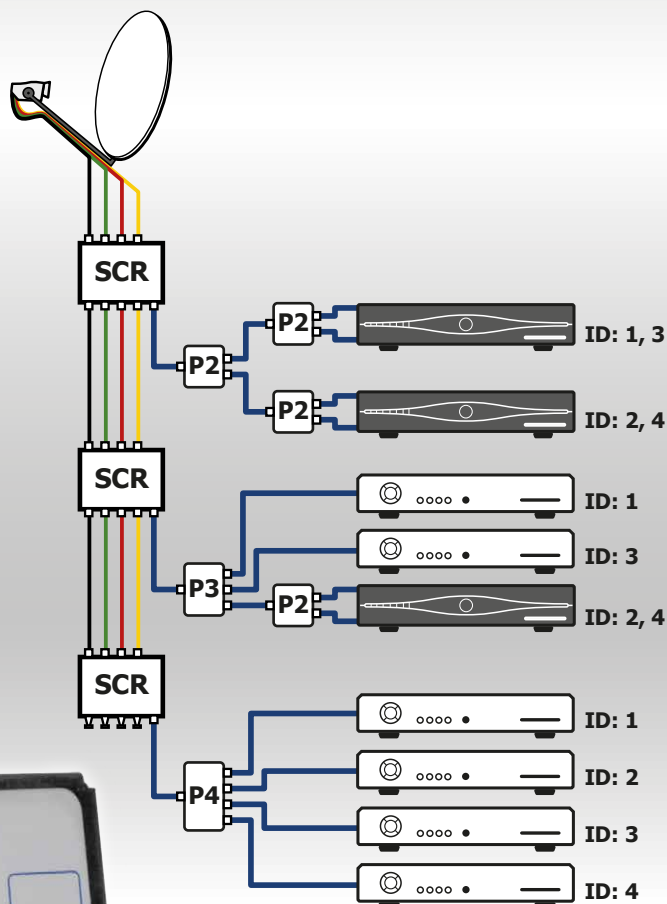 SCR
P2
P2
ID: 1, 3
P2
ID: 2, 4
SCR
P3
ID: 1
ID: 3
P2
ID: 2, 4
SCR
P4
ID: 1
ID: 2
ID: 3
ID: 4